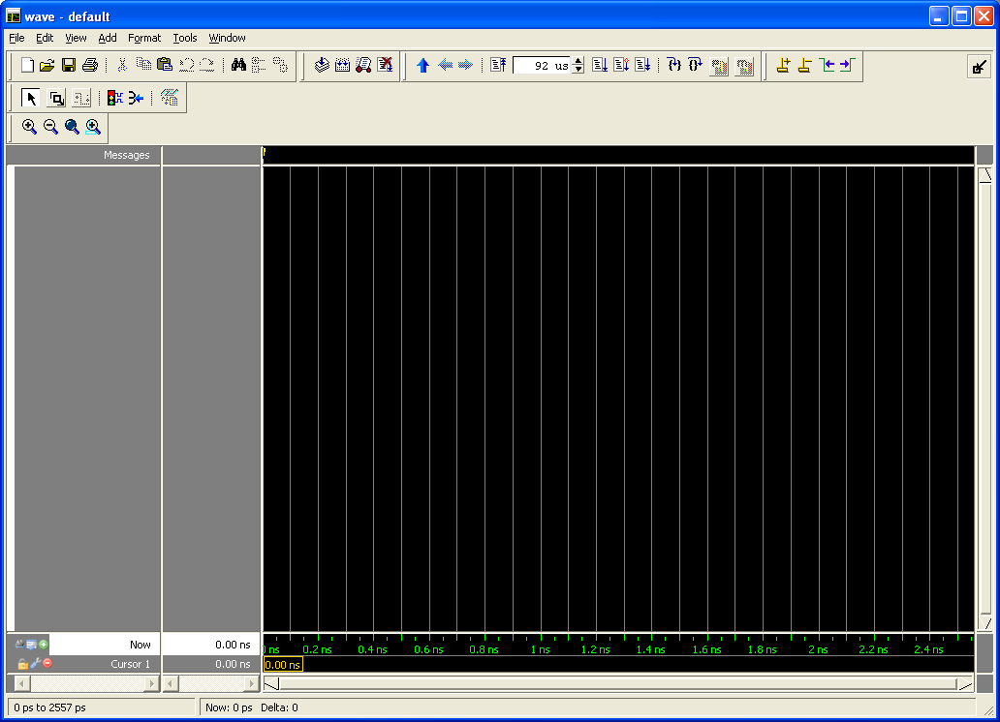 wave - default
File Edit View Add Format Tools Window
92 us
Messages
Now 0.00 ns
ns 0.2 ns 0.4 ns 0.6 ns 0.8 ns 1 ns 1.2 ns 1.4 ns 1.6 ns 1.8 ns 2 ns 2.2 ns 2.4 ns
Cursor 1 0.00 ns 0.00 ns
0 ps to 2557 ps Now: 0 ps Delta: 0